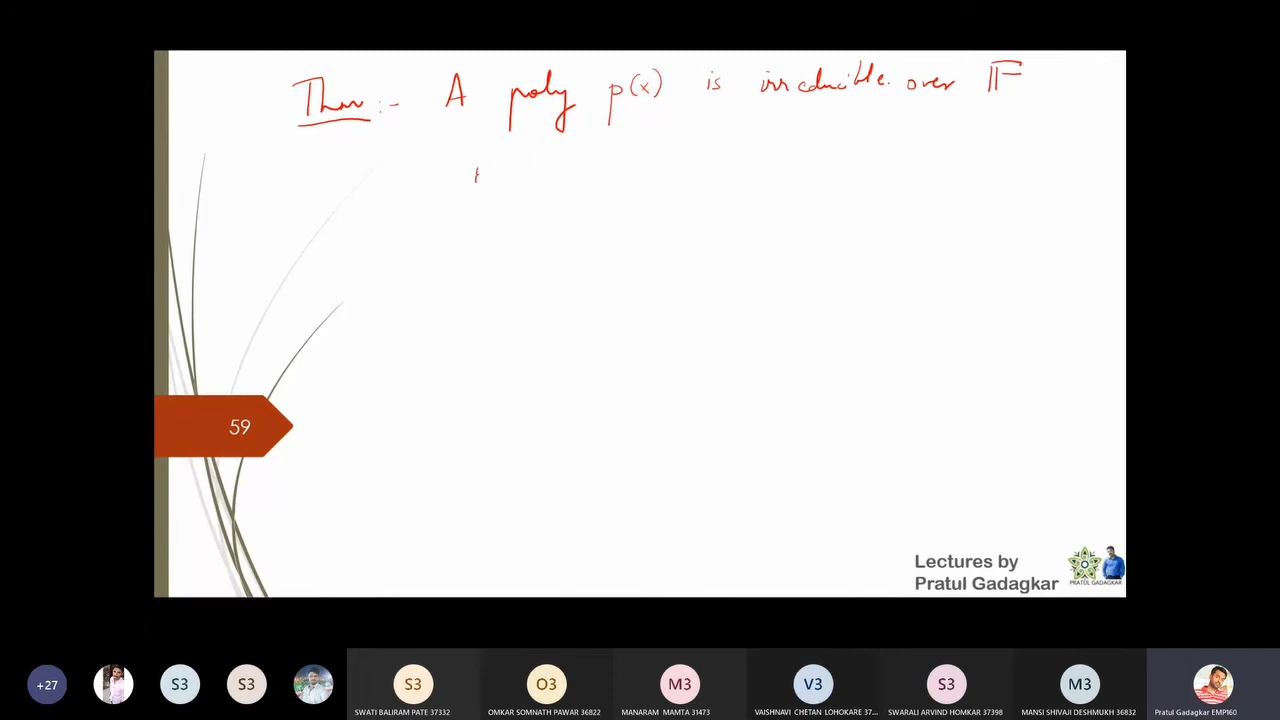 Thm:- A poly p(x) is irreducible. over F
59
Lectures by
Pratul Gadagkar
PRATUL GADAGKAR
+27
S3
S3
S3
O3
M3
V3
S3
M3
SWATI BALIRAM PATE 37332
OMKAR SOMNATH PAWAR 36822
MANARAM MAMTA 31473
VAISHNAVI CHETAN LOHOKARE 37...
SWARALI ARVIND HOMKAR 37398
MANSI SHIVAJI DESHMUKH 36832
Pratul Gadagkar EMP160